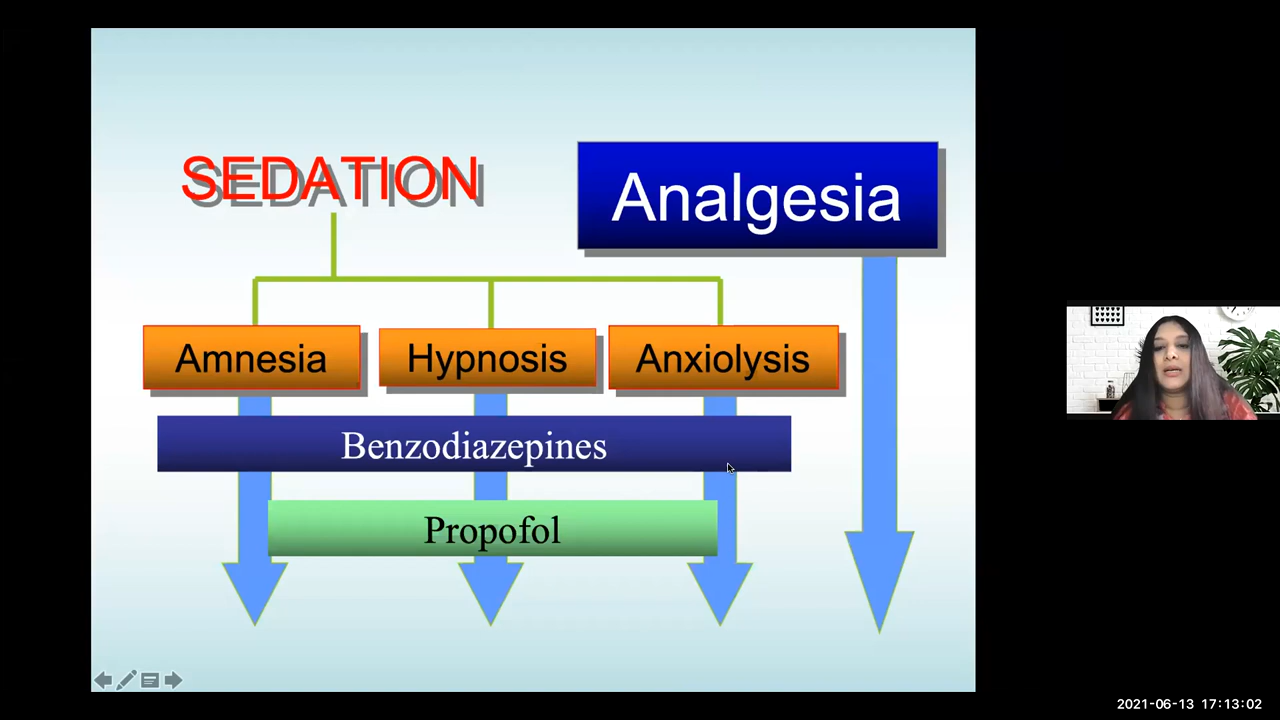 SEDATION
Analgesia
Amnesia
Hypnosis
Anxiolysis
Benzodiazepines
Propofol
2021-06-13 17:13:02